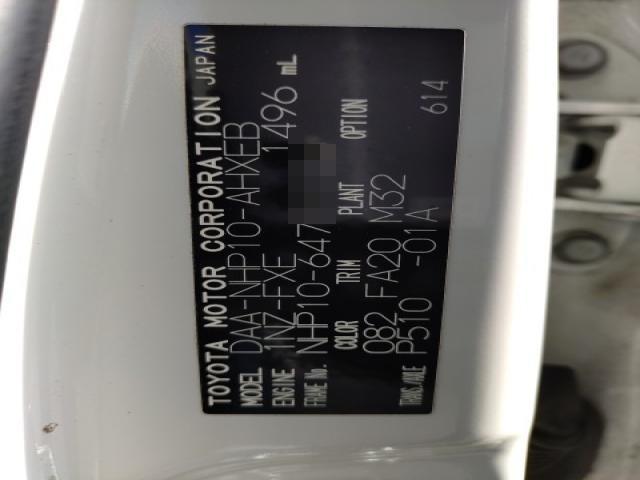 TOYOTA MOTOR CORPORATION JAPAN
MODEL DAA-NHP10-AHXEB
ENGINE 1NZ-FXE 1496 mL
FRAME No. NHP10-647
COLOR TRIM PLANT OPTION
082 FA20 M32
TRANS./AXLE P510 -01A 614